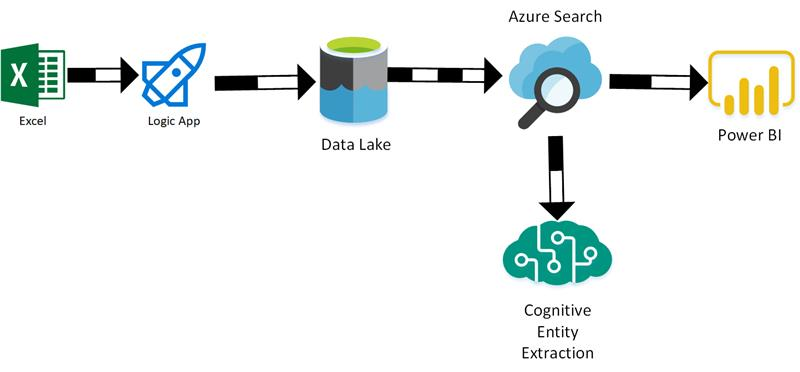 Azure Search
X
Excel
Logic App
Data Lake
Power BI
Cognitive
Entity
Extraction